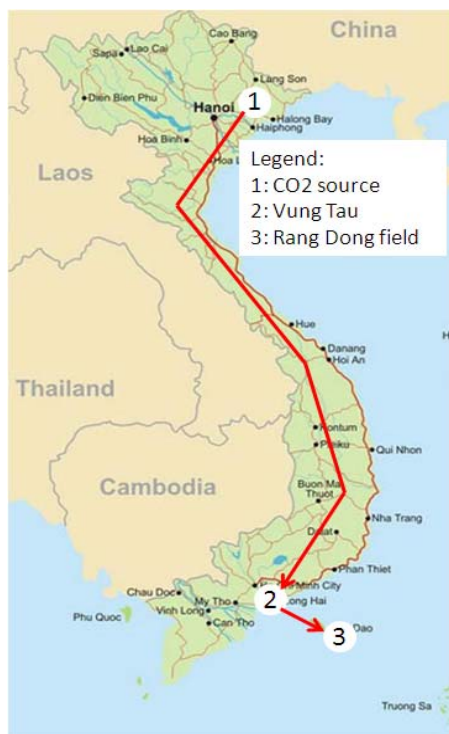 China
Cao Bang
Lao Cai
Sapa
Lang Son
Dien Bien Phu
Hanoi
1
Halong Bay
Haiphong
Hoa Binh
Hoa L
Laos
Legend:
1: CO2 source
2: Vung Tau
3: Rang Dong field
Hue
Danang
Hoi An
Thailand
Kontum
Qui Nhon
Cambodia
Buon Ma
Thuot
Nha Trang
Dalat
Phan Thiet
Minh City
Chau Doc
2
Long Hai
My Tho
Phu Quoc
Vinh Long
Can Tho
3
Dao
Truong Sa